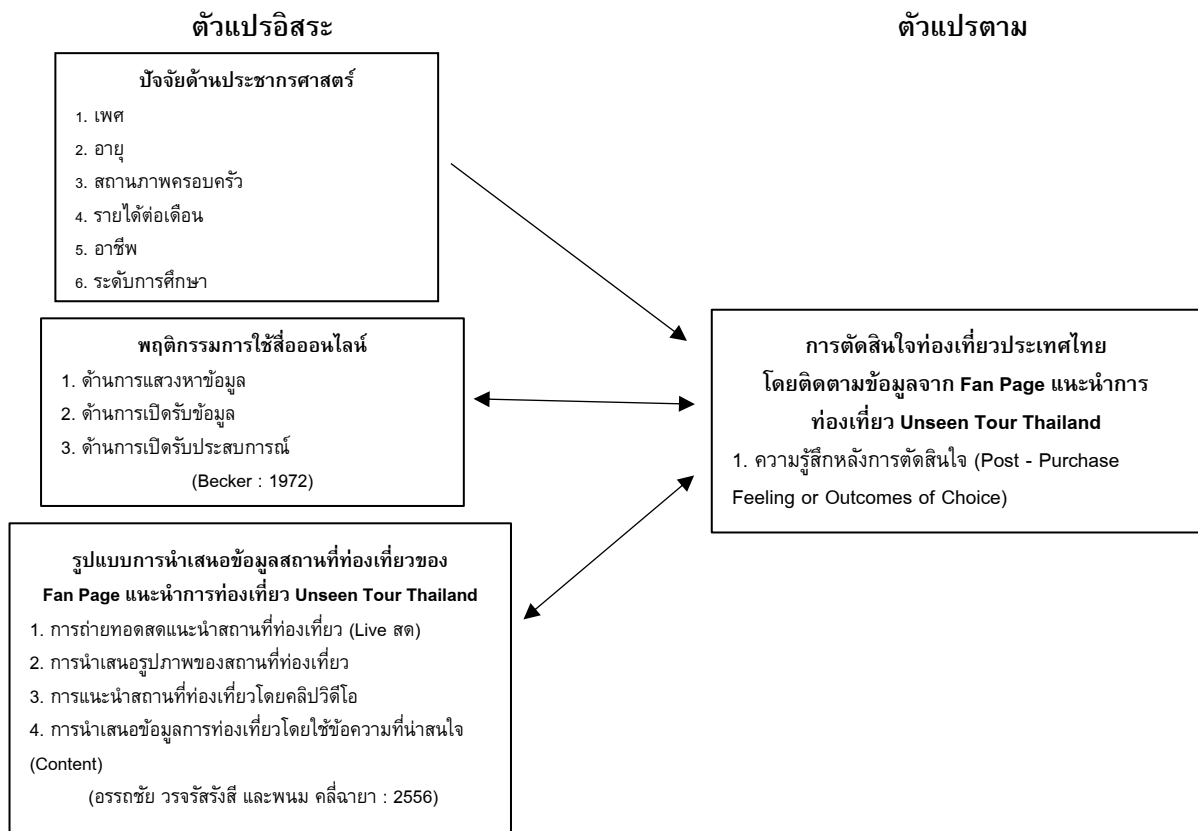 ตัวแปรอิสระ
ตัวแปรตาม
ปัจจัยด้านประชากรศาสตร์
1. เพศ
2. อายุ
3. สถานภาพครอบครัว
4. รายได้ต่อเดือน
5. อาชีพ
6. ระดับการศึกษา
พฤติกรรมการใช้สื่อออนไลน์
1. ด้านการแสวงหาข้อมูล
2. ด้านการเปิดรับข้อมูล
3. ด้านการเปิดรับประสบการณ์
(Becker : 1972)
รูปแบบการนำเสนอข้อมูลสถานที่ท่องเที่ยวของ
Fan Page แนะนำการท่องเที่ยว Unseen Tour Thailand
1. การถ่ายทอดสดแนะนำสถานที่ท่องเที่ยว (Live สด)
2. การนำเสนอรูปภาพของสถานที่ท่องเที่ยว
3. การแนะนำสถานที่ท่องเที่ยวโดยคลิปวิดีโอ
4. การนำเสนอข้อมูลการท่องเที่ยวโดยใช้ข้อความที่น่าสนใจ
(Content)
(อรรถชัย วรจรัสรังสี และพนม คลี่ฉายา : 2556)
การตัดสินใจท่องเที่ยวประเทศไทย
โดยติดตามข้อมูลจาก Fan Page แนะนำการ
ท่องเที่ยว Unseen Tour Thailand
1. ความรู้สึกหลังการตัดสินใจ (Post - Purchase
Feeling or Outcomes of Choice)